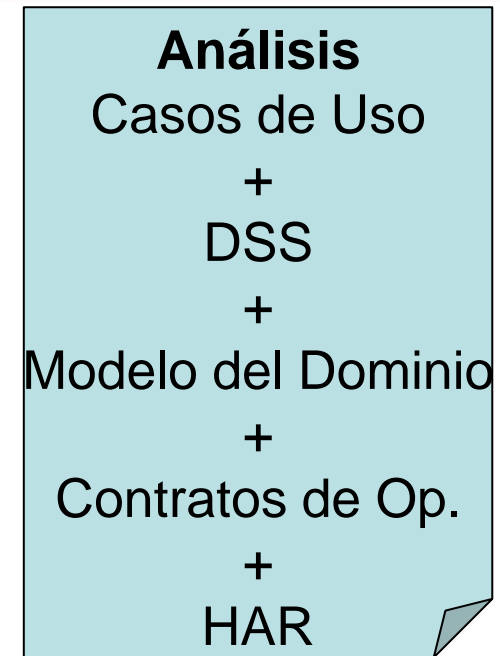 Análisis
Casos de Uso
+
DSS
+
Modelo del Dominio
+
Contratos de Op.
+
HAR